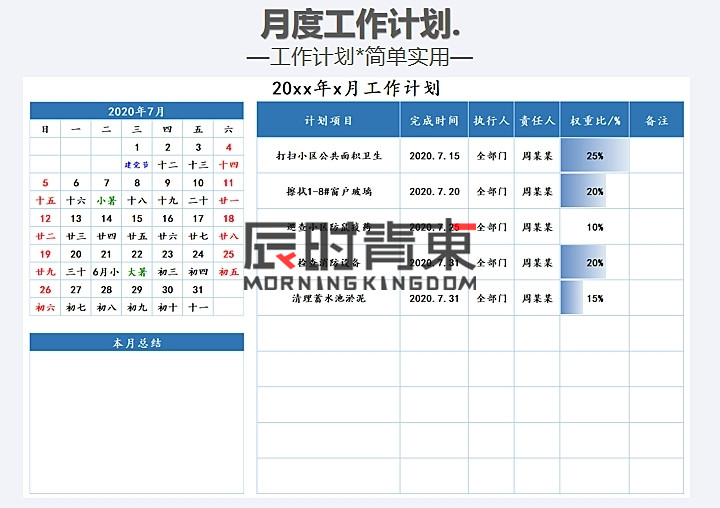 月度工作计划.
—工作计划*简单实用—
20xx年x月工作计划
2020年7月
日 一 二 三 四 五 六
1 2 3 4
建党节 十二 十三 十四
5 6 7 8 9 10 11
十五 十六 小暑 十八 十九 二十 廿一
12 13 14 15 16 17 18
廿二 廿三 廿四 廿五 廿六 廿七 廿八
19 20 21 22 23 24 25
廿九 三十 6月小 大暑 初三 初四 初五
26 27 28 29 30 31
初六 初七 初八 初九 初十 十一
本月总结
计划项目 完成时间 执行人 责任人 权重比/% 备注
打扫小区公共面积卫生 2020.7.15 全部门 周某某 25%
擦拭1-8#窗户玻璃 2020.7.20 全部门 周某某 20%
巡查小区防鼠投药 2020.7.25 全部门 周某某 10%
检查消防设备 2020.7.31 全部门 周某某 20%
清理蓄水池淤泥 2020.7.31 全部门 周某某 15%
辰时青東
MORNINGKINGDOM